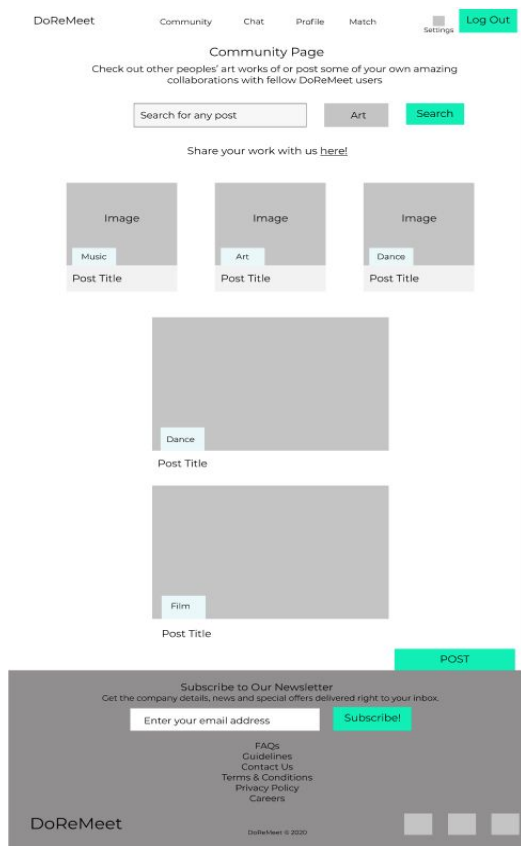 DoReMeet
Community
Chat
Profile
Match
Settings
Log Out
Community Page
Check out other peoples' art works of or post some of your own amazing
collaborations with fellow DoReMeet users
Search for any post
Art
Search
Share your work with us here!
Image
Image
Image
Music
Art
Dance
Post Title
Post Title
Post Title
Dance
Post Title
Film
Post Title
POST
Subscribe to Our Newsletter
Get the company details, news and special offers delivered right to your inbox.
Enter your email address
Subscribe!
FAQs
Guidelines
Contact Us
Terms & Conditions
Privacy Policy
Careers
DoReMeet
DoReMeet © 2020